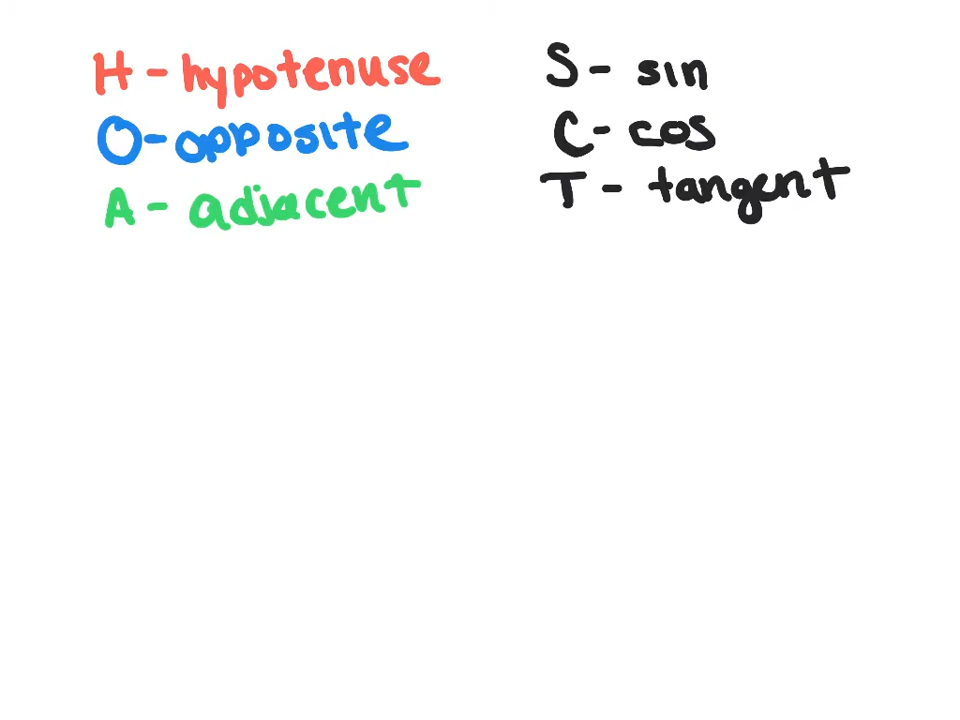 H - hypotenuse
O - opposite
A - adjacent
S - sin
C - cos
T - tangent